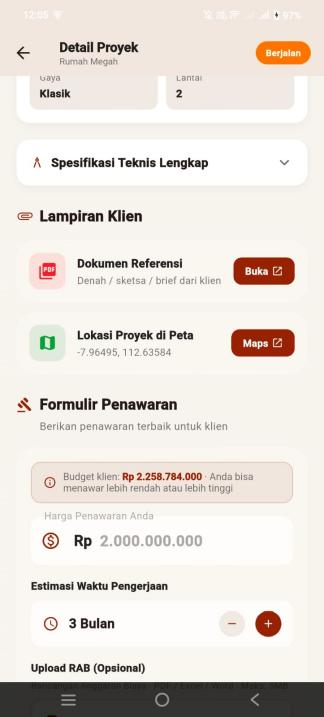 12:05
97%
Detail Proyek
Rumah Megah
Berjalan
Gaya
Klasik
Lantai
2
Spesifikasi Teknis Lengkap
Lampiran Klien
PDF
Dokumen Referensi
Denah / sketsa / brief dari klien
Buka
Lokasi Proyek di Peta
-7.96495, 112.63584
Maps
Formulir Penawaran
Berikan penawaran terbaik untuk klien
Budget klien: Rp 2.258.784.000 · Anda bisa
menawar lebih rendah atau lebih tinggi
Harga Penawaran Anda
Rp 2.000.000.000
Estimasi Waktu Pengerjaan
3 Bulan
Upload RAB (Opsional)
Rancangan Anggaran Biaya · PDF / Excel / Word · Maks. 5MB